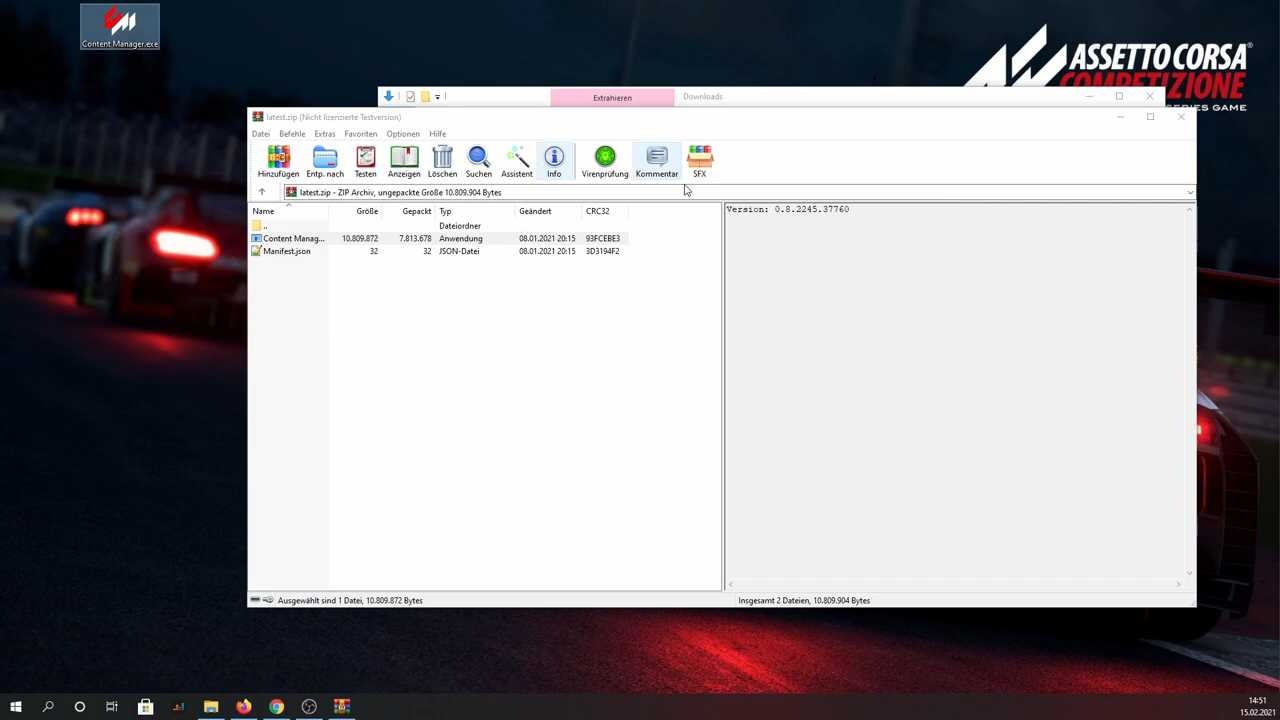 Content Manager.exe
ASSETTO CORSA
COMPETIZIONE
SERIES GAME
Extrahieren
Downloads
latest.zip (Nicht lizenzierte Testversion)
Datei Befehle Extras Favoriten Optionen Hilfe
Hinzufügen Entp. nach Testen Anzeigen Löschen Suchen Assistent Info Virenprüfung Kommentar SFX
latest.zip - ZIP Archiv, ungepackte Größe 10.809.904 Bytes
Name Größe Gepackt Typ Geändert CRC32
.. Dateiordner
Content Manag... 10.809.872 7.813.678 Anwendung 08.01.2021 20:15 93FCEBE3
Manifest.json 32 32 JSON-Datei 08.01.2021 20:15 3D3194F2
Version: 0.8.2245.37760
Ausgewählt sind 1 Datei, 10.809.872 Bytes
Insgesamt 2 Dateien, 10.809.904 Bytes
14:51
15.02.2021